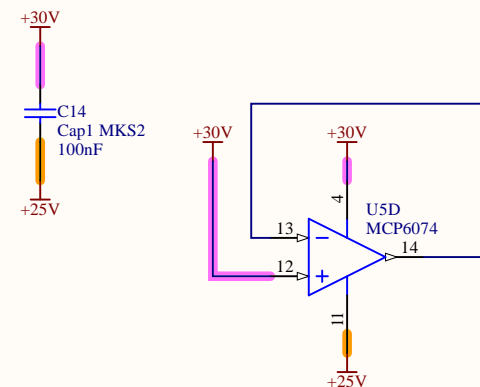 +30V
C14
Cap1 MKS2
100nF
+25V
+30V
+30V
4
U5D
MCP6074
13
14
12
11
+25V